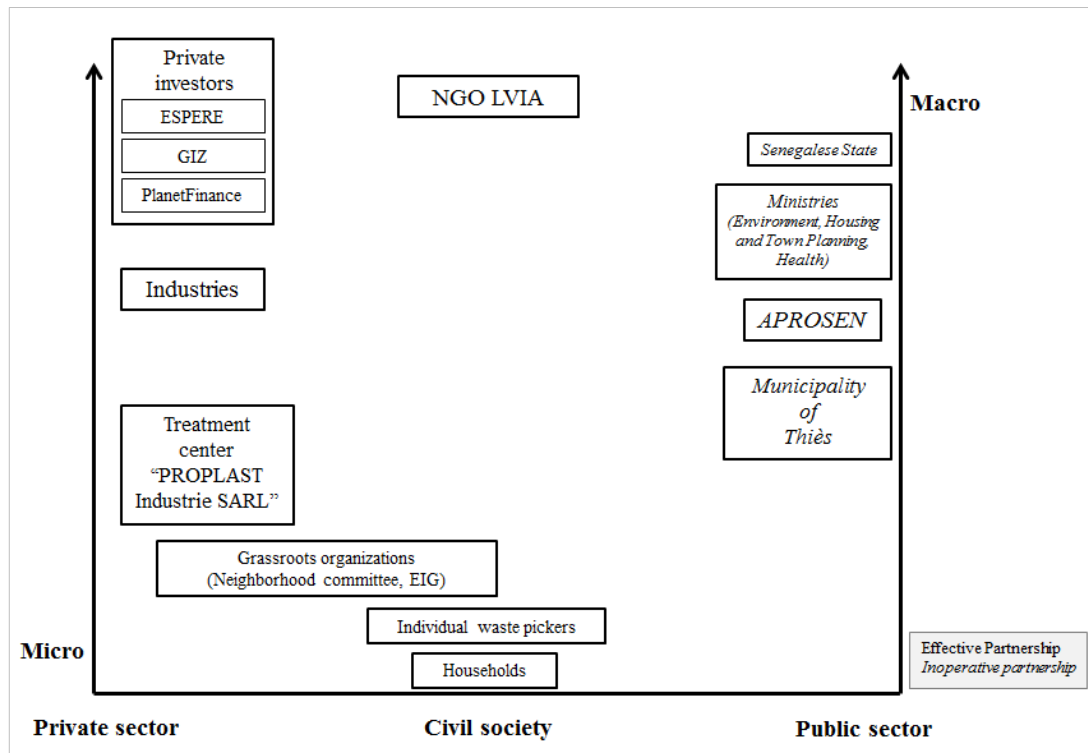 Private
investors
ESPERE
GIZ
PlanetFinance
NGO LVIA
Macro
Senegalese State
Ministries
(Environment, Housing
and Town Planning,
Health)
Industries
APROSEN
Municipality
of
Thiès
Treatment
center
“PROPLAST
Industrie SARL”
Grassroots organizations
(Neighborhood committee, EIG)
Individual waste pickers
Micro
Households
Effective Partnership
Inoperative partnership
Private sector
Civil society
Public sector